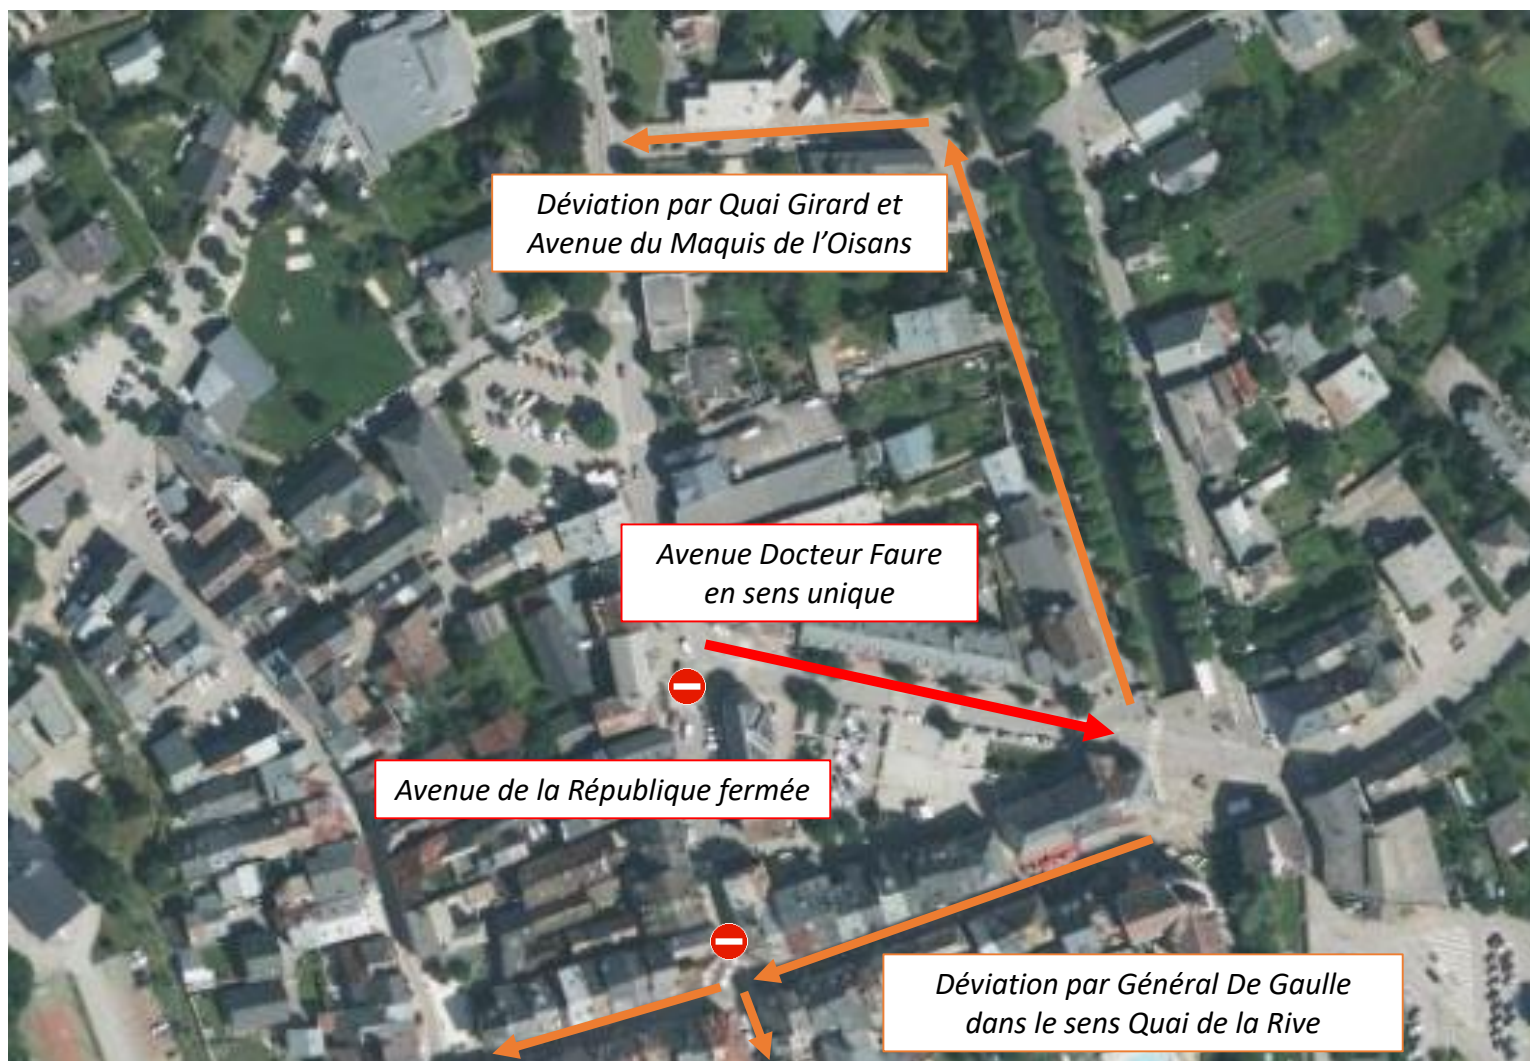 Déviation par Quai Girard et
Avenue du Maquis de l’Oisans
Avenue Docteur Faure
en sens unique
Avenue de la République fermée
Déviation par Général De Gaulle
dans le sens Quai de la Rive